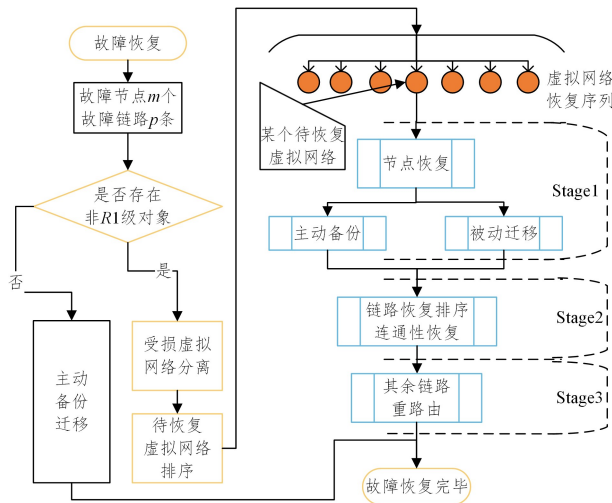 故障恢复
故障节点m个
故障链路p条
是否存在
非R1级对象
否
是
主动
备份
迁移
受损虚拟
网络分离
待恢复
虚拟网络
排序
虚拟网络
恢复序列
某个待恢复
虚拟网络
节点恢复
Stage1
主动备份
被动迁移
链路恢复排序
连通性恢复
Stage2
其余链路
重路由
Stage3
故障恢复完毕